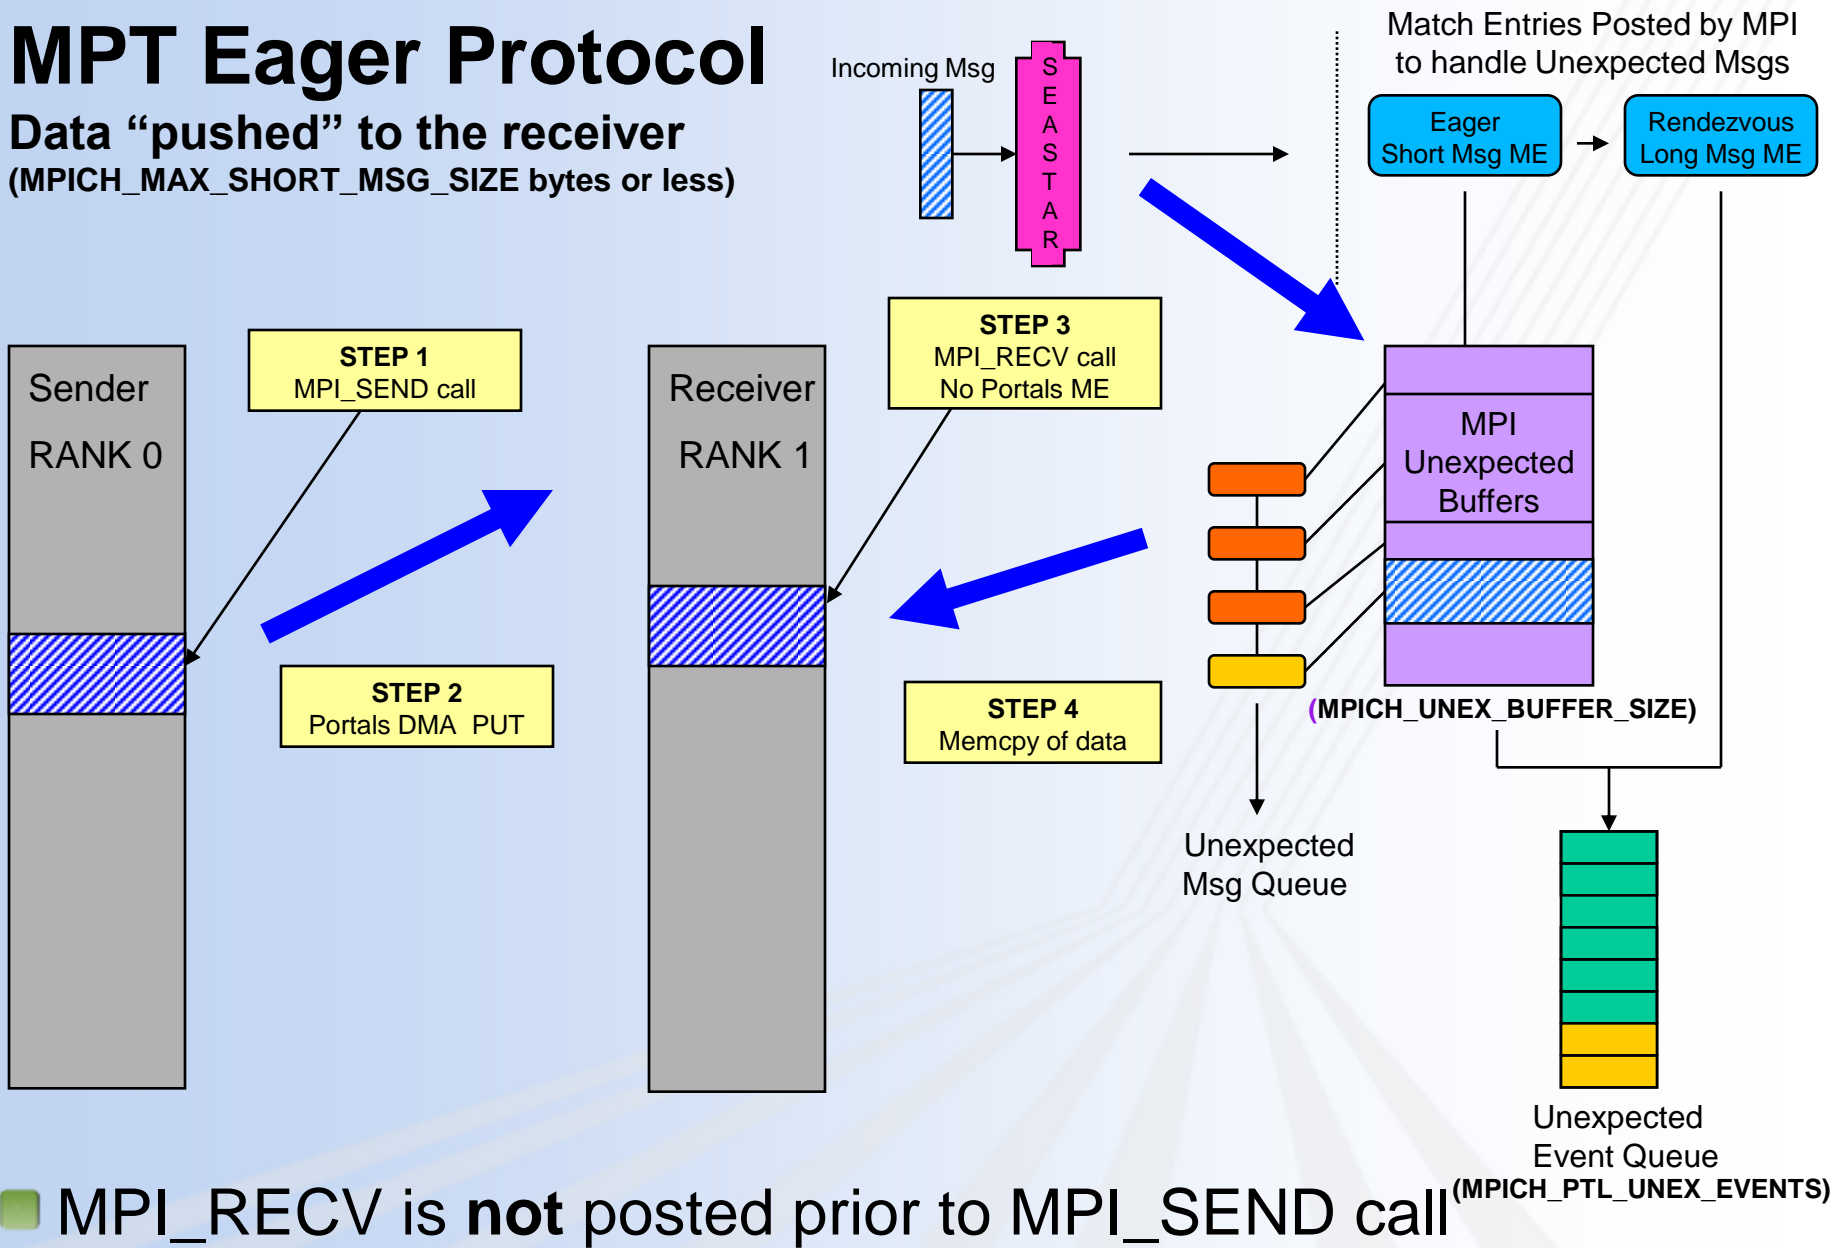 MPT Eager Protocol
Data “pushed” to the receiver
(MPICH_MAX_SHORT_MSG_SIZE bytes or less)
Incoming Msg
S
E
A
S
T
A
R
Match Entries Posted by MPI
to handle Unexpected Msgs
Eager
Short Msg ME
Rendezvous
Long Msg ME
Sender
RANK 0
STEP 1
MPI_SEND call
STEP 2
Portals DMA PUT
Receiver
RANK 1
STEP 3
MPI_RECV call
No Portals ME
STEP 4
Memcpy of data
MPI
Unexpected
Buffers
(MPICH_UNEX_BUFFER_SIZE)
Unexpected
Msg Queue
Unexpected
Event Queue
(MPICH_PTL_UNEX_EVENTS)
MPI_RECV is not posted prior to MPI_SEND call